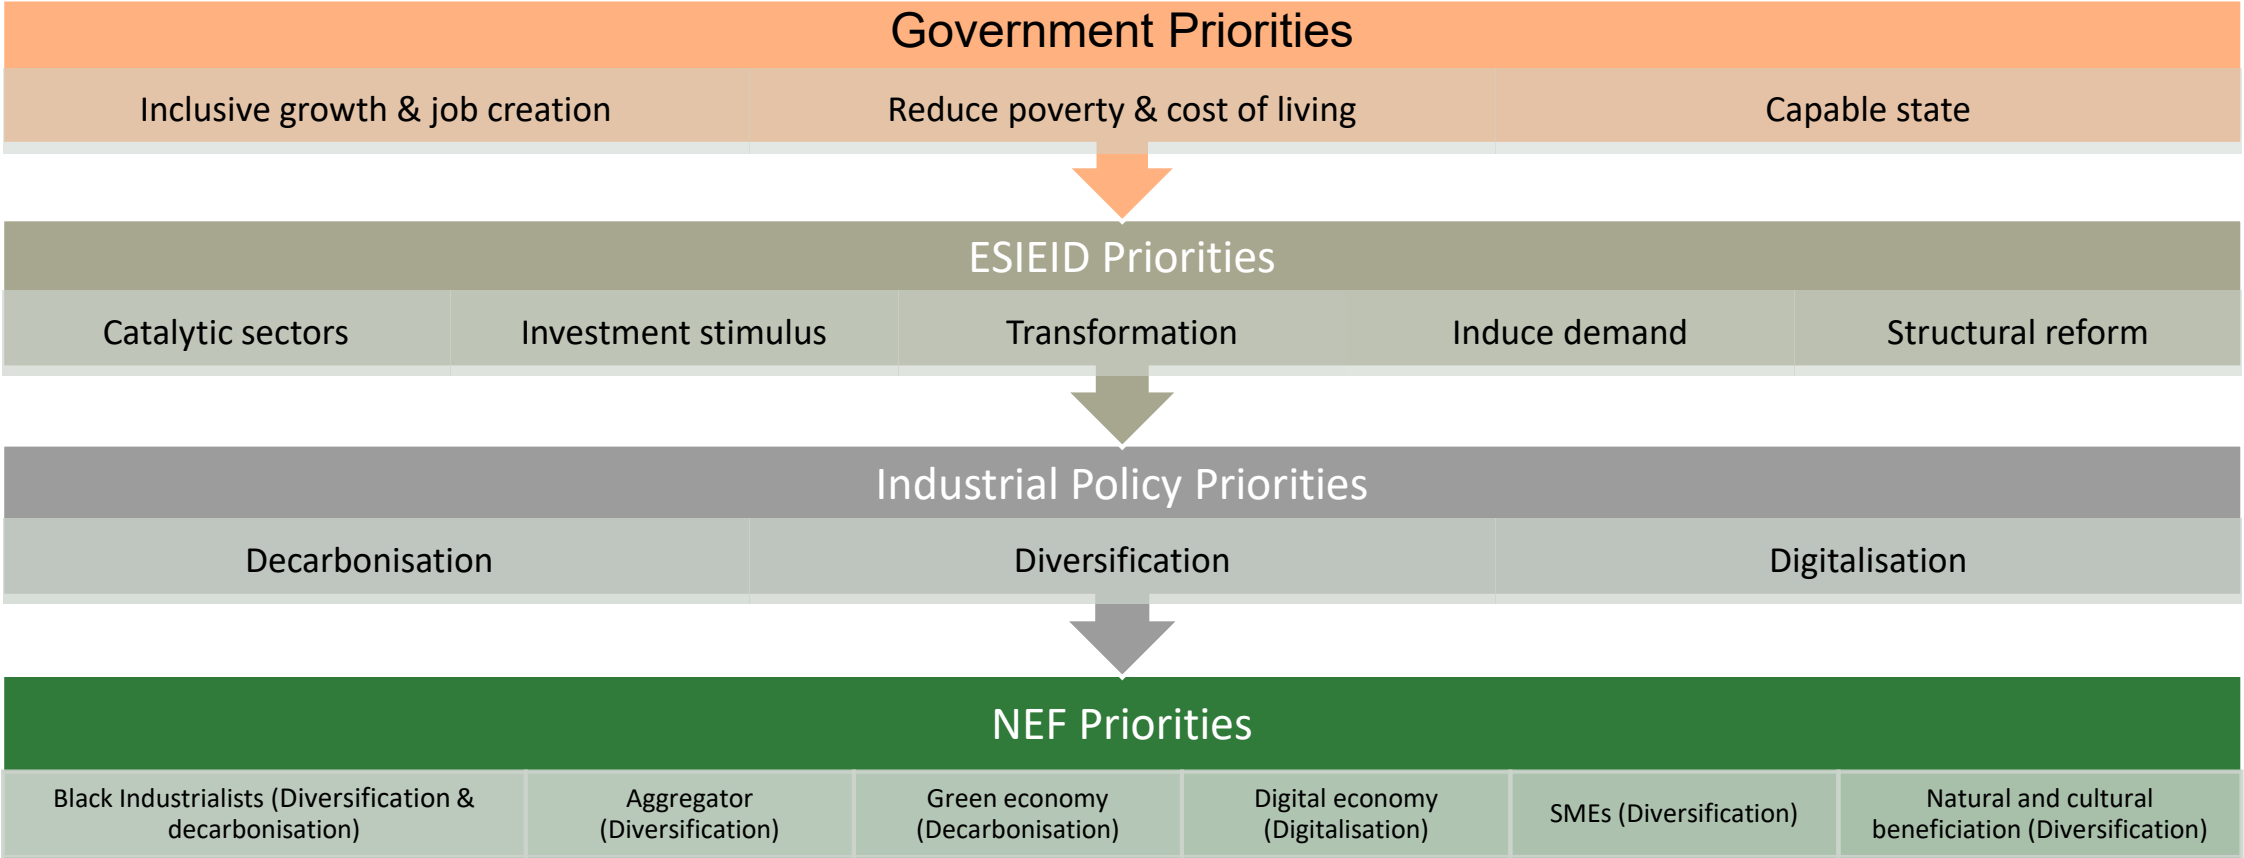 Government Priorities
Inclusive growth & job creation
Reduce poverty & cost of living
Capable state
ESIEID Priorities
Catalytic sectors
Investment stimulus
Transformation
Induce demand
Structural reform
Industrial Policy Priorities
Decarbonisation
Diversification
Digitalisation
NEF Priorities
Black Industrialists (Diversification &
decarbonisation)
Aggregator
(Diversification)
Green economy
(Decarbonisation)
Digital economy
(Digitalisation)
SMEs (Diversification)
Natural and cultural
beneficiation (Diversification)